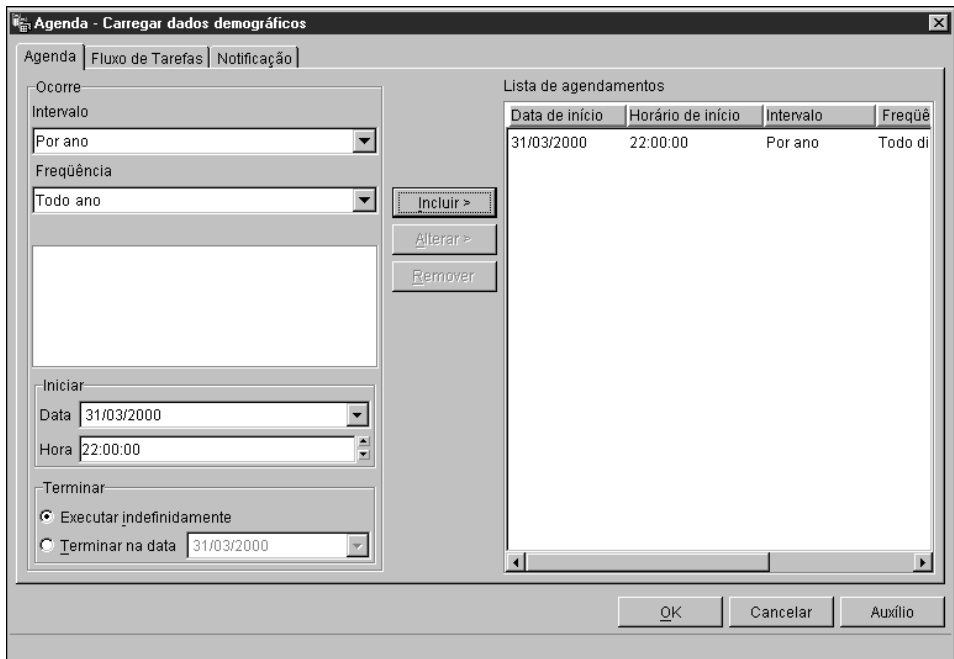 Agenda - Carregar dados demográficos
Agenda Fluxo de Tarefas Notificação
Ocorre
Intervalo
Por ano
Freqüência
Todo ano
Iniciar
Data 31/03/2000
Hora 22:00:00
Terminar
Executar indefinidamente
Terminar na data 31/03/2000
Incluir >
Alterar >
Remover
Lista de agendamentos
Data de início Horário de início Intervalo Freqüê
31/03/2000 22:00:00 Por ano Todo di
OK Cancelar Auxílio